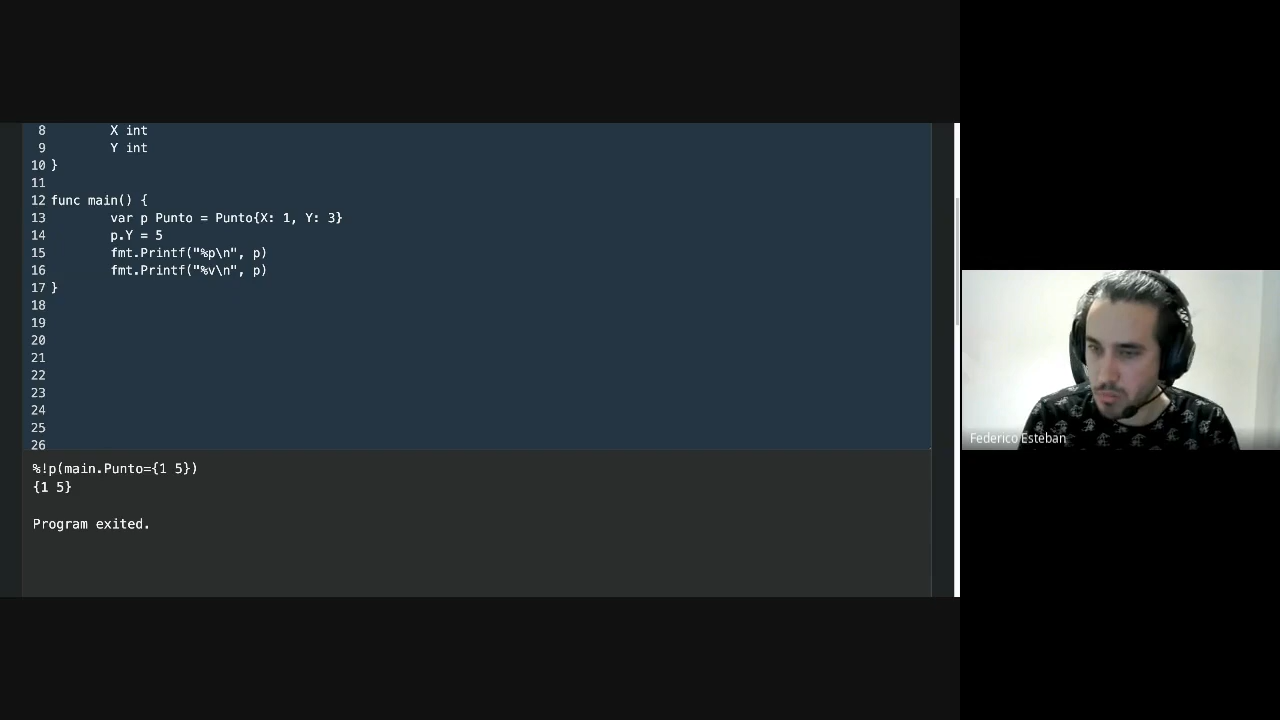 8 X int
9 Y int
10 }
11
12 func main() {
13 var p Punto = Punto{X: 1, Y: 3}
14 p.Y = 5
15 fmt.Printf("%p\n", p)
16 fmt.Printf("%v\n", p)
17 }
18
19
20
21
22
23
24
25
26
%!p(main.Punto={1 5})
{1 5}
Program exited.
Federico Esteban